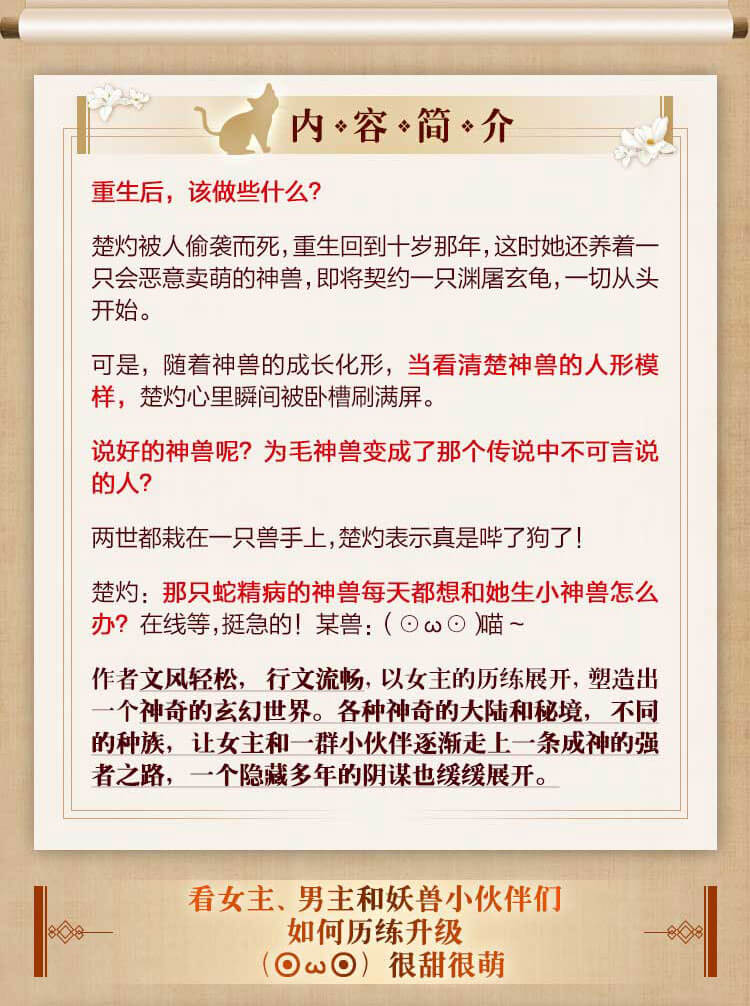 内容简介
重生后，该做些什么？
楚灼被人偷袭而死，重生回到十岁那年，这时她还养着一
只会恶意卖萌的神兽，即将契约一只渊屠玄龟，一切从头
开始。
可是，随着神兽的成长化形，当看清楚神兽的人形模
样，楚灼心里瞬间被卧槽刷满屏。
说好的神兽呢？为毛神兽变成了那个传说中不可言说
的人？
两世都栽在一只兽手上，楚灼表示真是哔了狗了！
楚灼：那只蛇精病的神兽每天都想和她生小神兽怎么
办？在线等，挺急的！某兽：(⊙ω⊙)喵~
作者文风轻松，行文流畅，以女主的历练展开，塑造出
一个神奇的玄幻世界。各种神奇的大陆和秘境，不同
的种族，让女主和一群小伙伴逐渐走上一条成神的强
者之路，一个隐藏多年的阴谋也缓缓展开。
看女主、男主和妖兽小伙伴们
如何历练升级
（⊙ω⊙）很甜很萌